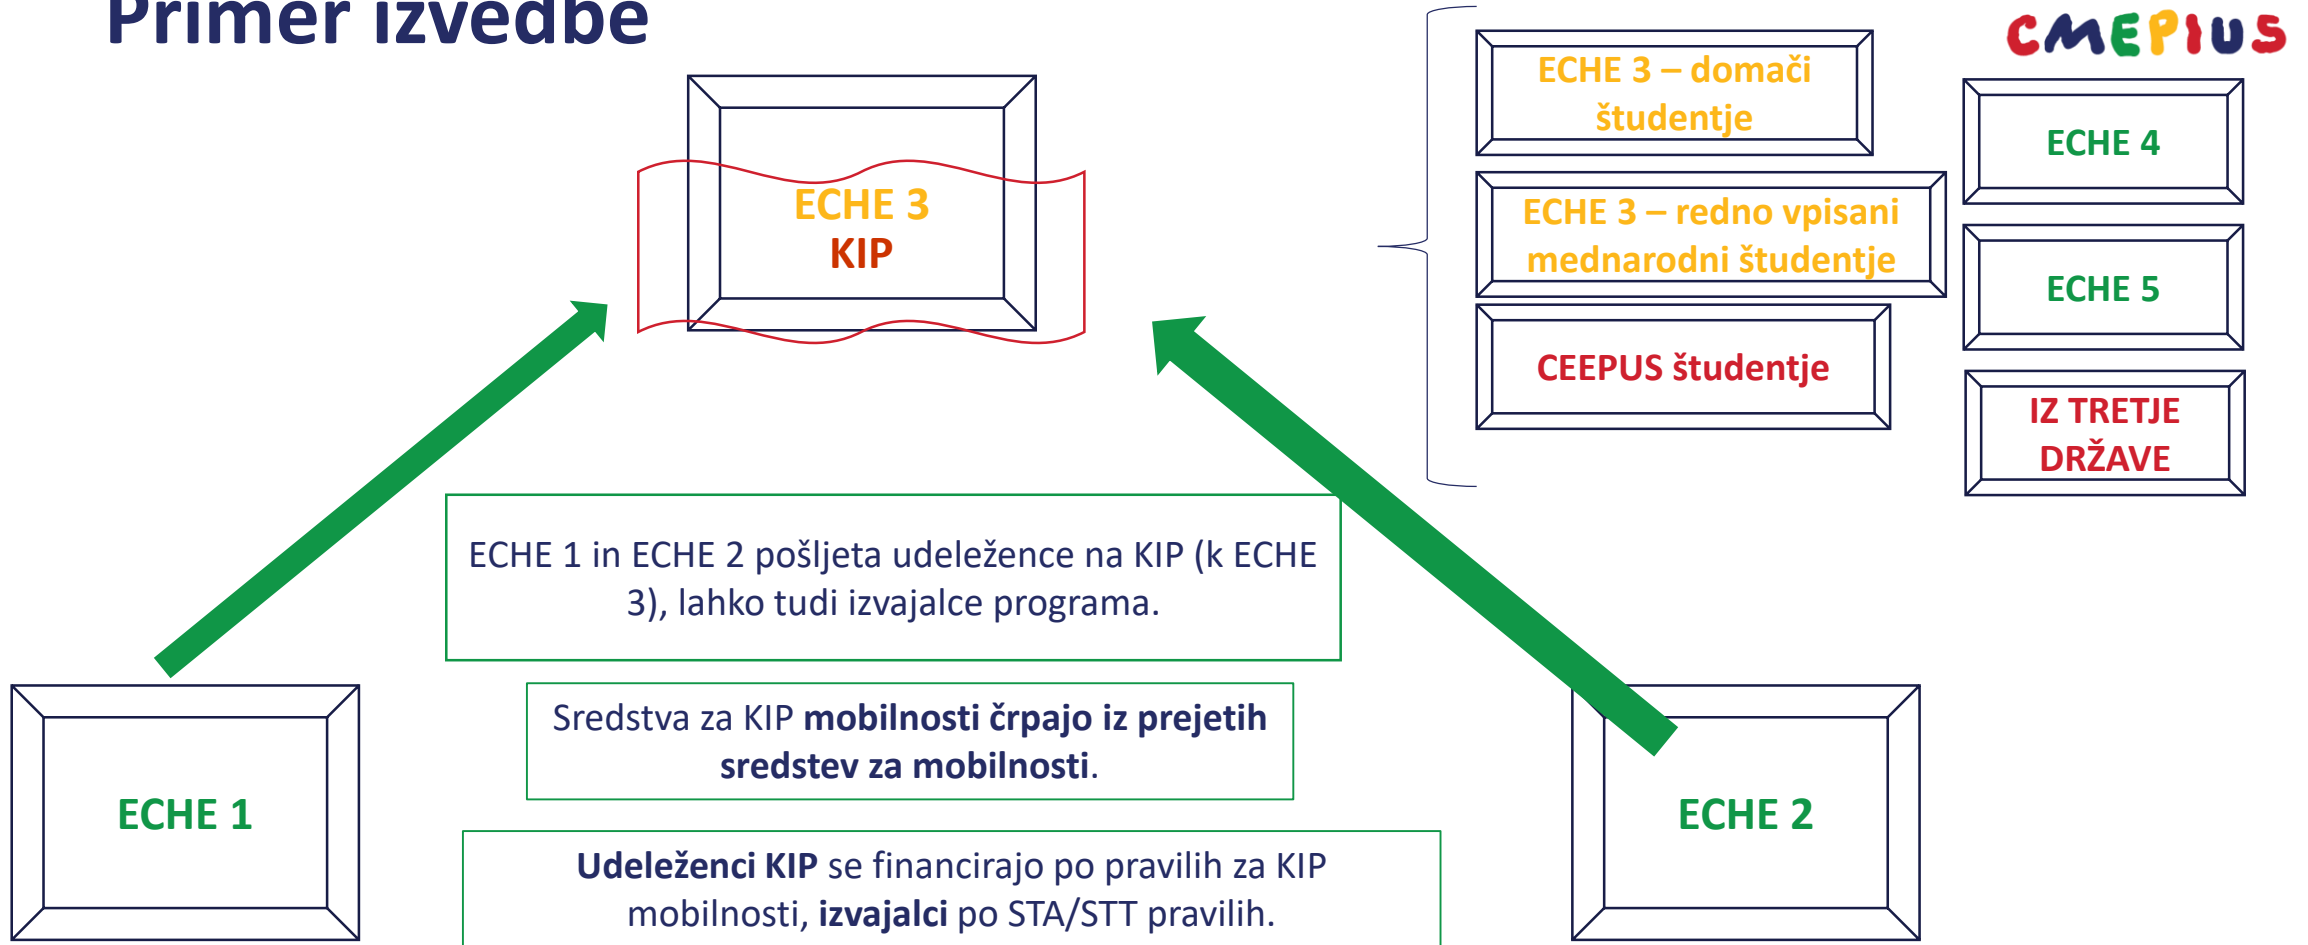 Primer izvedbe
CMEPIUS
ECHE 3
KIP
ECHE 3 – domači
študentje
ECHE 3 – redno vpisani
mednarodni študentje
CEEPUS študentje
ECHE 4
ECHE 5
IZ TRETJE
DRŽAVE
ECHE 1 in ECHE 2 pošljeta udeležence na KIP (k ECHE
3), lahko tudi izvajalce programa.
Sredstva za KIP mobilnosti črpajo iz prejetih
sredstev za mobilnosti.
Udeleženci KIP se financirajo po pravilih za KIP
mobilnosti, izvajalci po STA/STT pravilih.
ECHE 1
ECHE 2